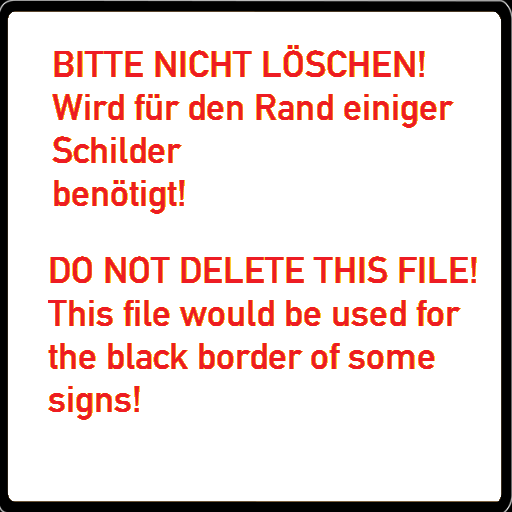 BITTE NICHT LÖSCHEN!
Wird für den Rand einiger
Schilder
benötigt!
DO NOT DELETE THIS FILE!
This file would be used for
the black border of some
signs!